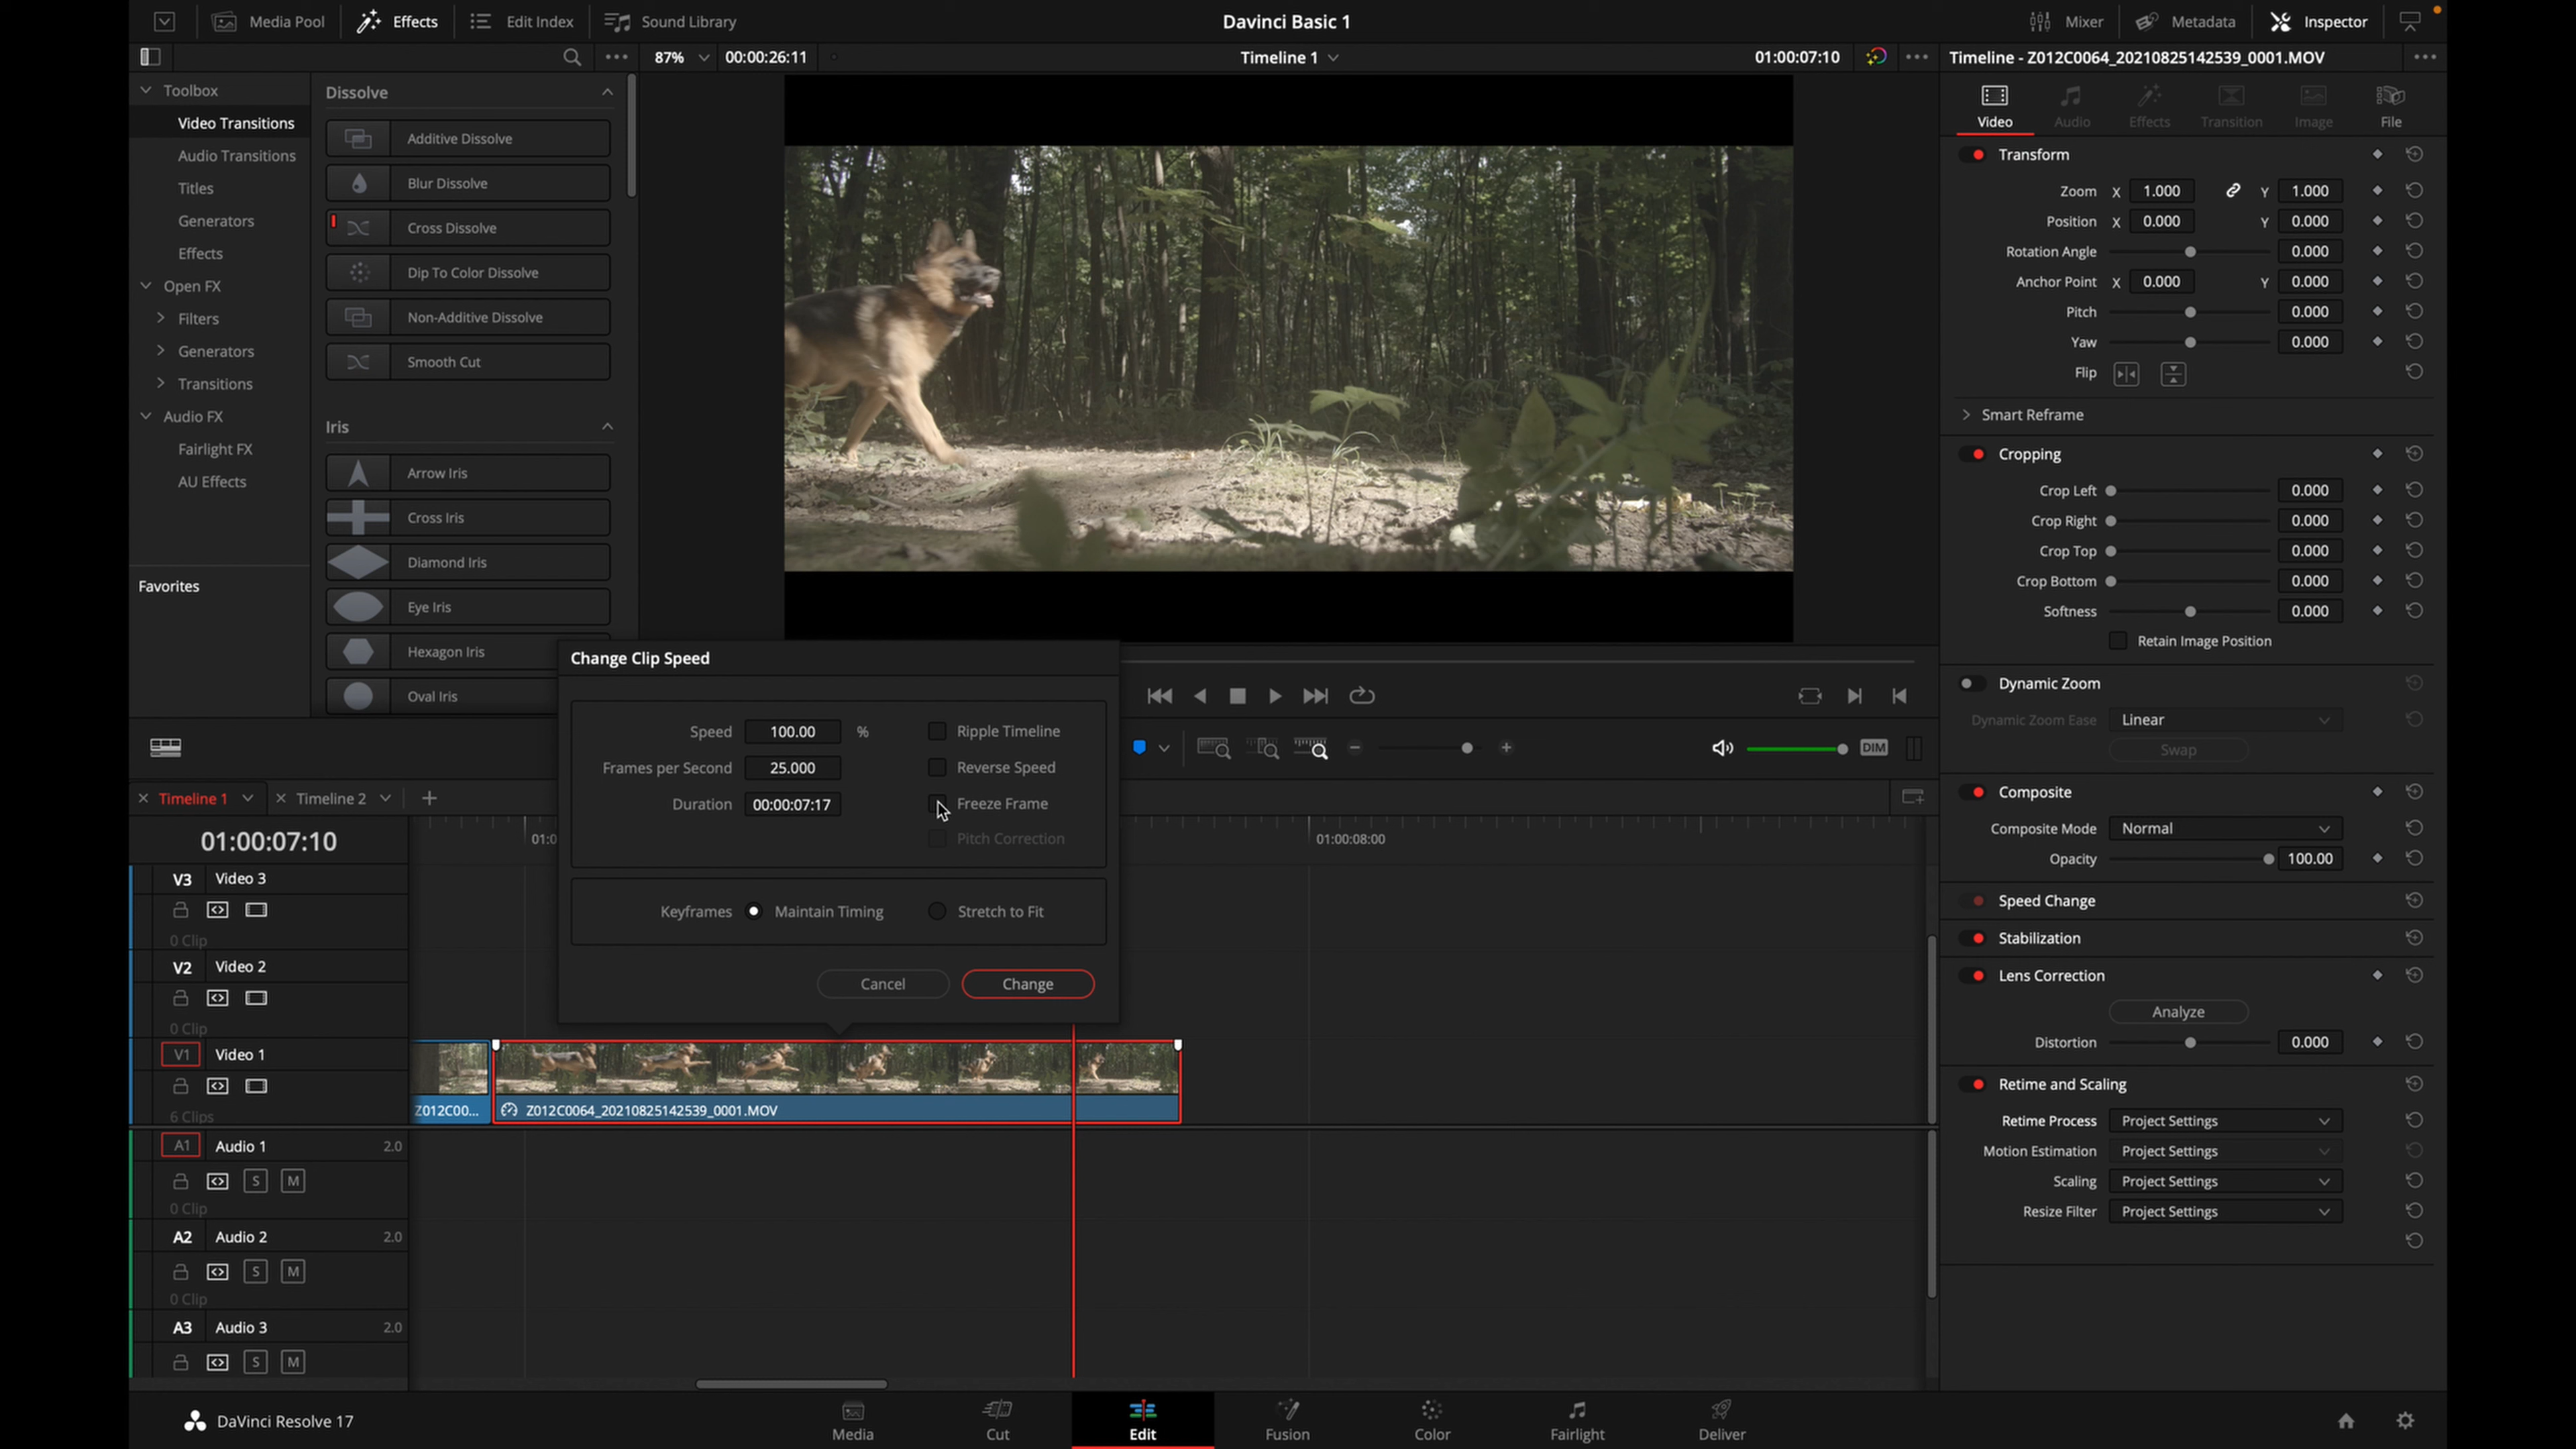 Media Pool
Effects
Edit Index
Sound Library
Davinci Basic 1
Mixer
Metadata
Inspector
87%
00:00:26:11
Timeline 1
01:00:07:10
Timeline - Z012C0064_20210825142539_0001.MOV
Toolbox
Video Transitions
Audio Transitions
Titles
Generators
Effects
Open FX
Filters
Generators
Transitions
Audio FX
Fairlight FX
AU Effects
Favorites
Dissolve
Additive Dissolve
Blur Dissolve
Cross Dissolve
Dip To Color Dissolve
Non-Additive Dissolve
Smooth Cut
Iris
Arrow Iris
Cross Iris
Diamond Iris
Eye Iris
Hexagon Iris
Oval Iris
Video
Audio
Effects
Transition
Image
File
Transform
Zoom X 1.000 Y 1.000
Position X 0.000 Y 0.000
Rotation Angle 0.000
Anchor Point X 0.000 Y 0.000
Pitch 0.000
Yaw 0.000
Flip
Smart Reframe
Cropping
Crop Left 0.000
Crop Right 0.000
Crop Top 0.000
Crop Bottom 0.000
Softness 0.000
Retain Image Position
Dynamic Zoom
Dynamic Zoom Ease Linear
Swap
Composite
Composite Mode Normal
Opacity 100.00
Speed Change
Stabilization
Lens Correction
Analyze
Distortion 0.000
Retime and Scaling
Retime Process Project Settings
Motion Estimation Project Settings
Scaling Project Settings
Resize Filter Project Settings
Change Clip Speed
Speed 100.00 %
Ripple Timeline
Frames per Second 25.000
Reverse Speed
Duration 00:00:07:17
Freeze Frame
Pitch Correction
Keyframes Maintain Timing Stretch to Fit
Cancel
Change
DIM
Timeline 1
Timeline 2
01:00:07:10
01:0
01:00:08:00
V3 Video 3
0 Clip
V2 Video 2
0 Clip
V1 Video 1
6 Clips
Z012C00...
Z012C0064_20210825142539_0001.MOV
A1 Audio 1 2.0
S M
0 Clip
A2 Audio 2 2.0
S M
0 Clip
A3 Audio 3 2.0
S M
DaVinci Resolve 17
Media
Cut
Edit
Fusion
Color
Fairlight
Deliver